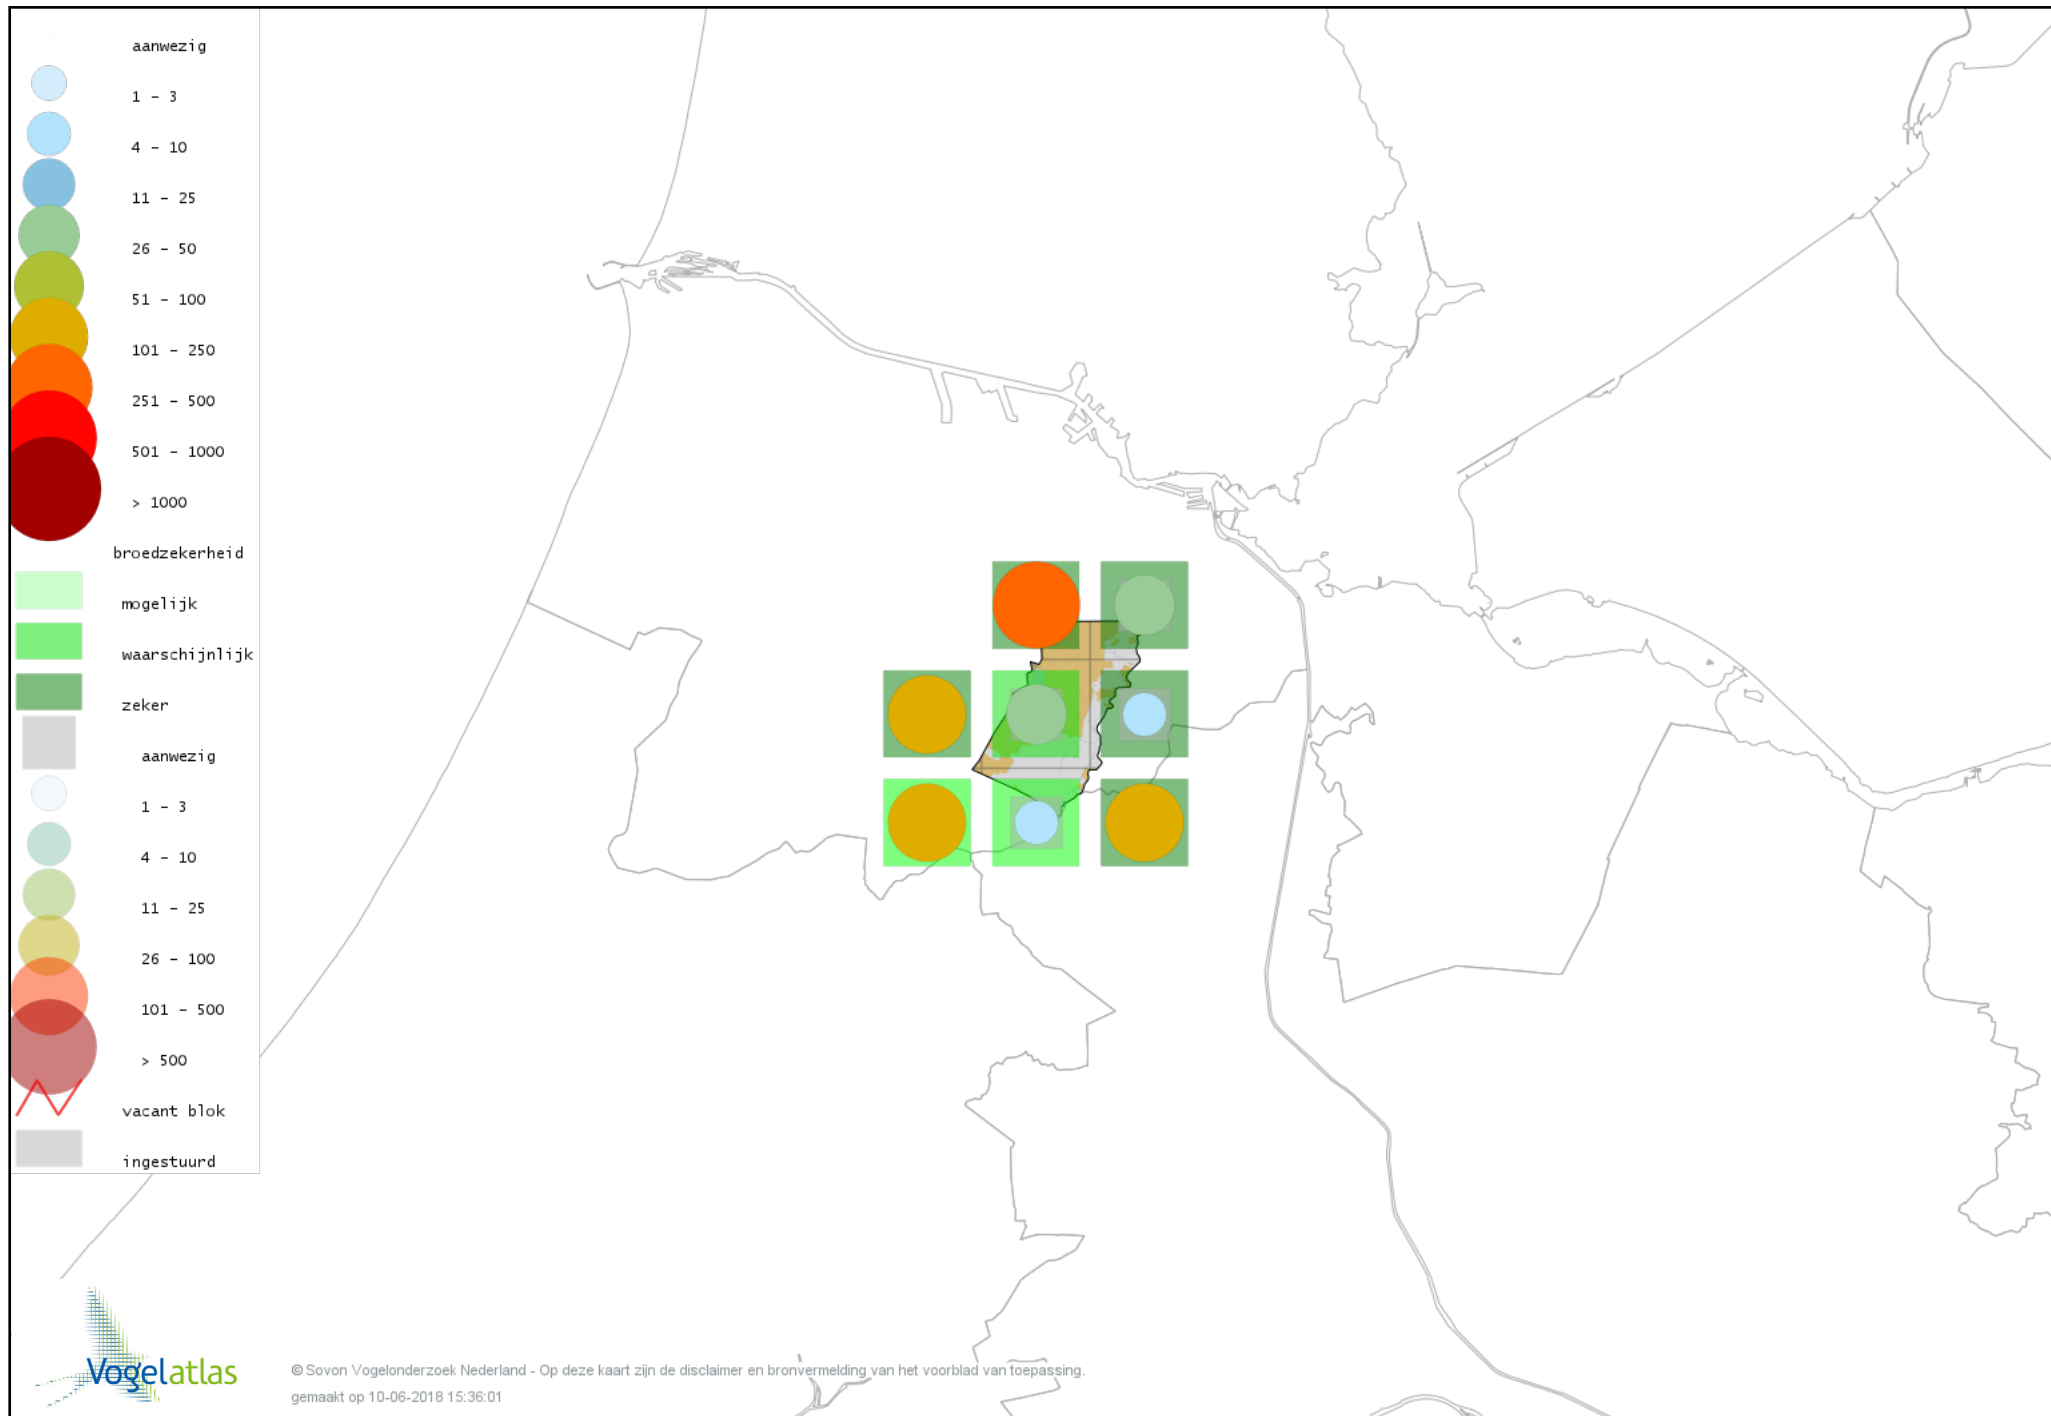 aanwezig
1 - 3
4 - 10
11 - 25
26 - 50
51 - 100
101 - 250
251 - 500
501 - 1000
> 1000
broedzekerheid
mogelijk
waarschijnlijk
zeker
aanwezig
1 - 3
4 - 10
11 - 25
26 - 100
101 - 500
> 500
vacant blok
ingestuurd
Vogelatlas
© Sovon Vogelonderzoek Nederland - Op deze kaart zijn de disclaimer en bronvermelding van het voorblad van toepassing.
gemaakt op 10-06-2018 15:36:01